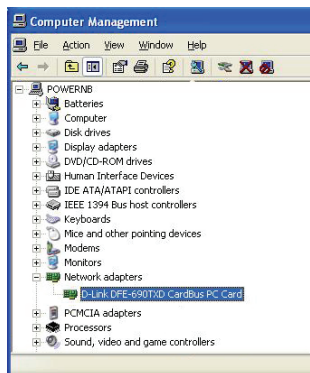 Computer Management
File Action View Window Help
POWERNB
Batteries
Computer
Disk drives
Display adapters
DVD/CD-ROM drives
Human Interface Devices
IDE ATA/ATAPI controllers
IEEE 1394 Bus host controllers
Keyboards
Mice and other pointing devices
Modems
Monitors
Network adapters
D-Link DFE-690TXD CardBus PC Card
PCMCIA adapters
Processors
Sound, video and game controllers